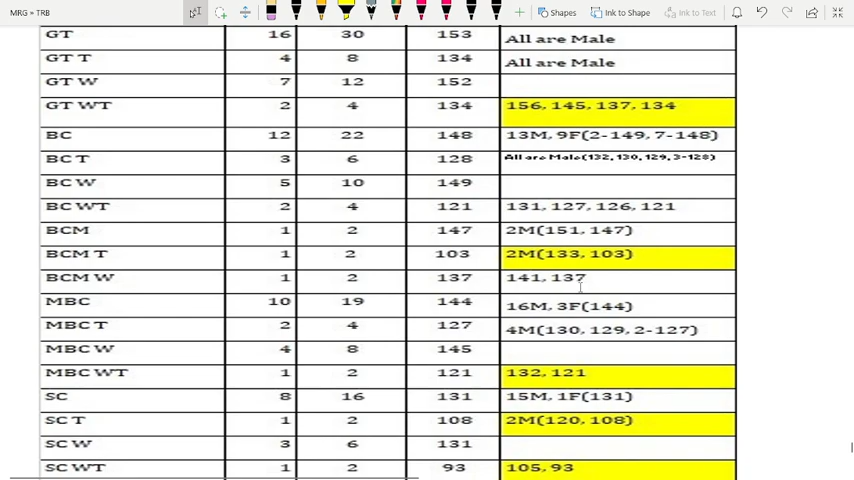 MRG » TRB Shapes Ink to Shape Ink to Text
GT 16 30 153 All are Male
GT T 4 8 134 All are Male
GT W 7 12 152
GT WT 2 4 134 156, 145, 137, 134
BC 12 22 148 13M, 9F(2-149, 7-148)
BC T 3 6 128 All are Male(132, 130, 129, 3-128)
BC W 5 10 149
BC WT 2 4 121 131, 127, 126, 121
BCM 1 2 147 2M(151, 147)
BCM T 1 2 103 2M(133, 103)
BCM W 1 2 137 141, 137
MBC 10 19 144 16M, 3F(144)
MBC T 2 4 127 4M(130, 129, 2-127)
MBC W 4 8 145
MBC WT 1 2 121 132, 121
SC 8 16 131 15M, 1F(131)
SC T 1 2 108 2M(120, 108)
SC W 3 6 131
SC WT 1 2 93 105, 93